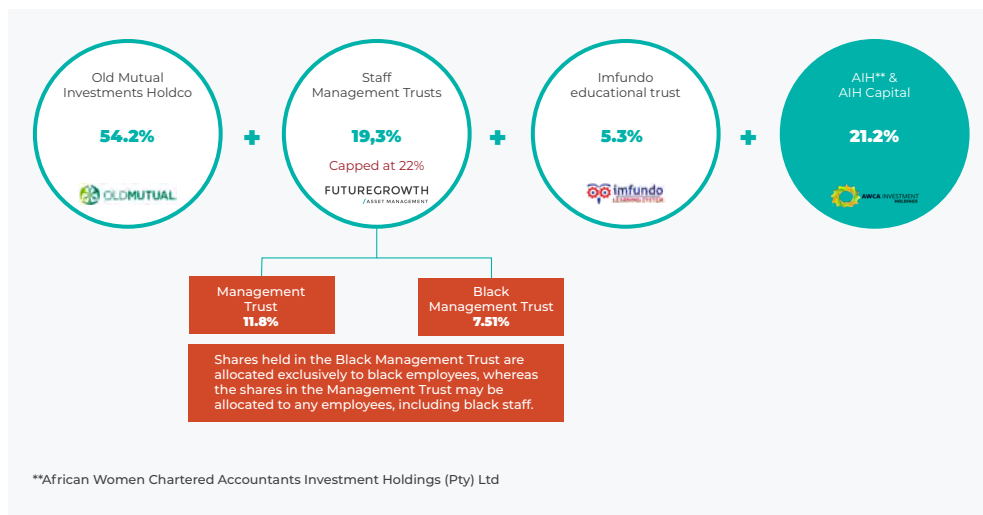 Old Mutual
Investments Holdco
54.2%
OLDMUTUAL
+
Staff
Management Trusts
19,3%
Capped at 22%
FUTUREGROWTH
/ASSET MANAGEMENT
+
Imfundo
educational trust
5.3%
imfundo
LEARNING SYSTEM
+
AIH** &
AIH Capital
21.2%
AWCA INVESTMENT
HOLDINGS
Management
Trust
11.8%
Black
Management Trust
7.51%
Shares held in the Black Management Trust are
allocated exclusively to black employees, whereas
the shares in the Management Trust may be
allocated to any employees, including black staff.
**African Women Chartered Accountants Investment Holdings (Pty) Ltd